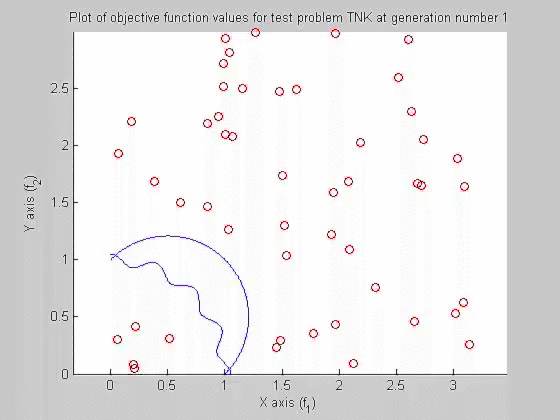 Plot of objective function values for test problem TNK at generation number 1
2.5
2
1.5
1
0.5
0
Y axis (f2)
0 0.5 1 1.5 2 2.5 3
X axis (f1)